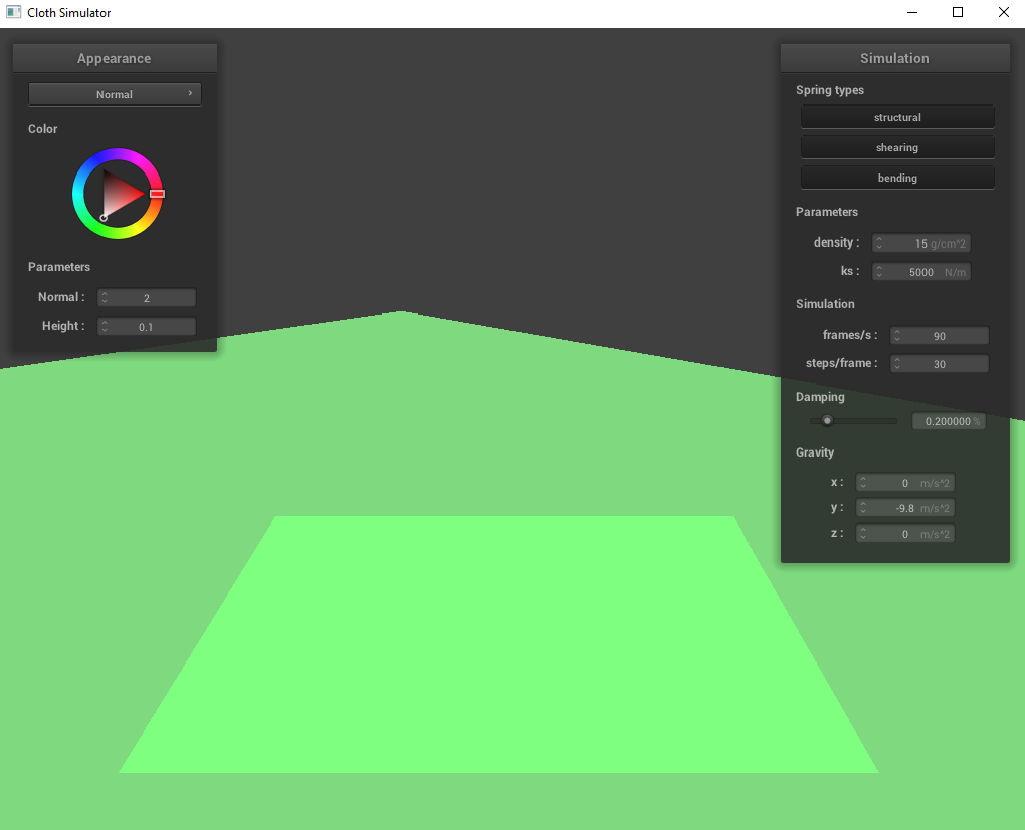 Cloth Simulator
Appearance
Normal
Color
Parameters
Normal : 2
Height : 0.1
Simulation
Spring types
structural
shearing
bending
Parameters
density : 15 g/cm^2
ks : 5000 N/m
Simulation
frames/s : 90
steps/frame : 30
Damping
0.200000 %
Gravity
x : 0 m/s^2
y : -9.8 m/s^2
z : 0 m/s^2